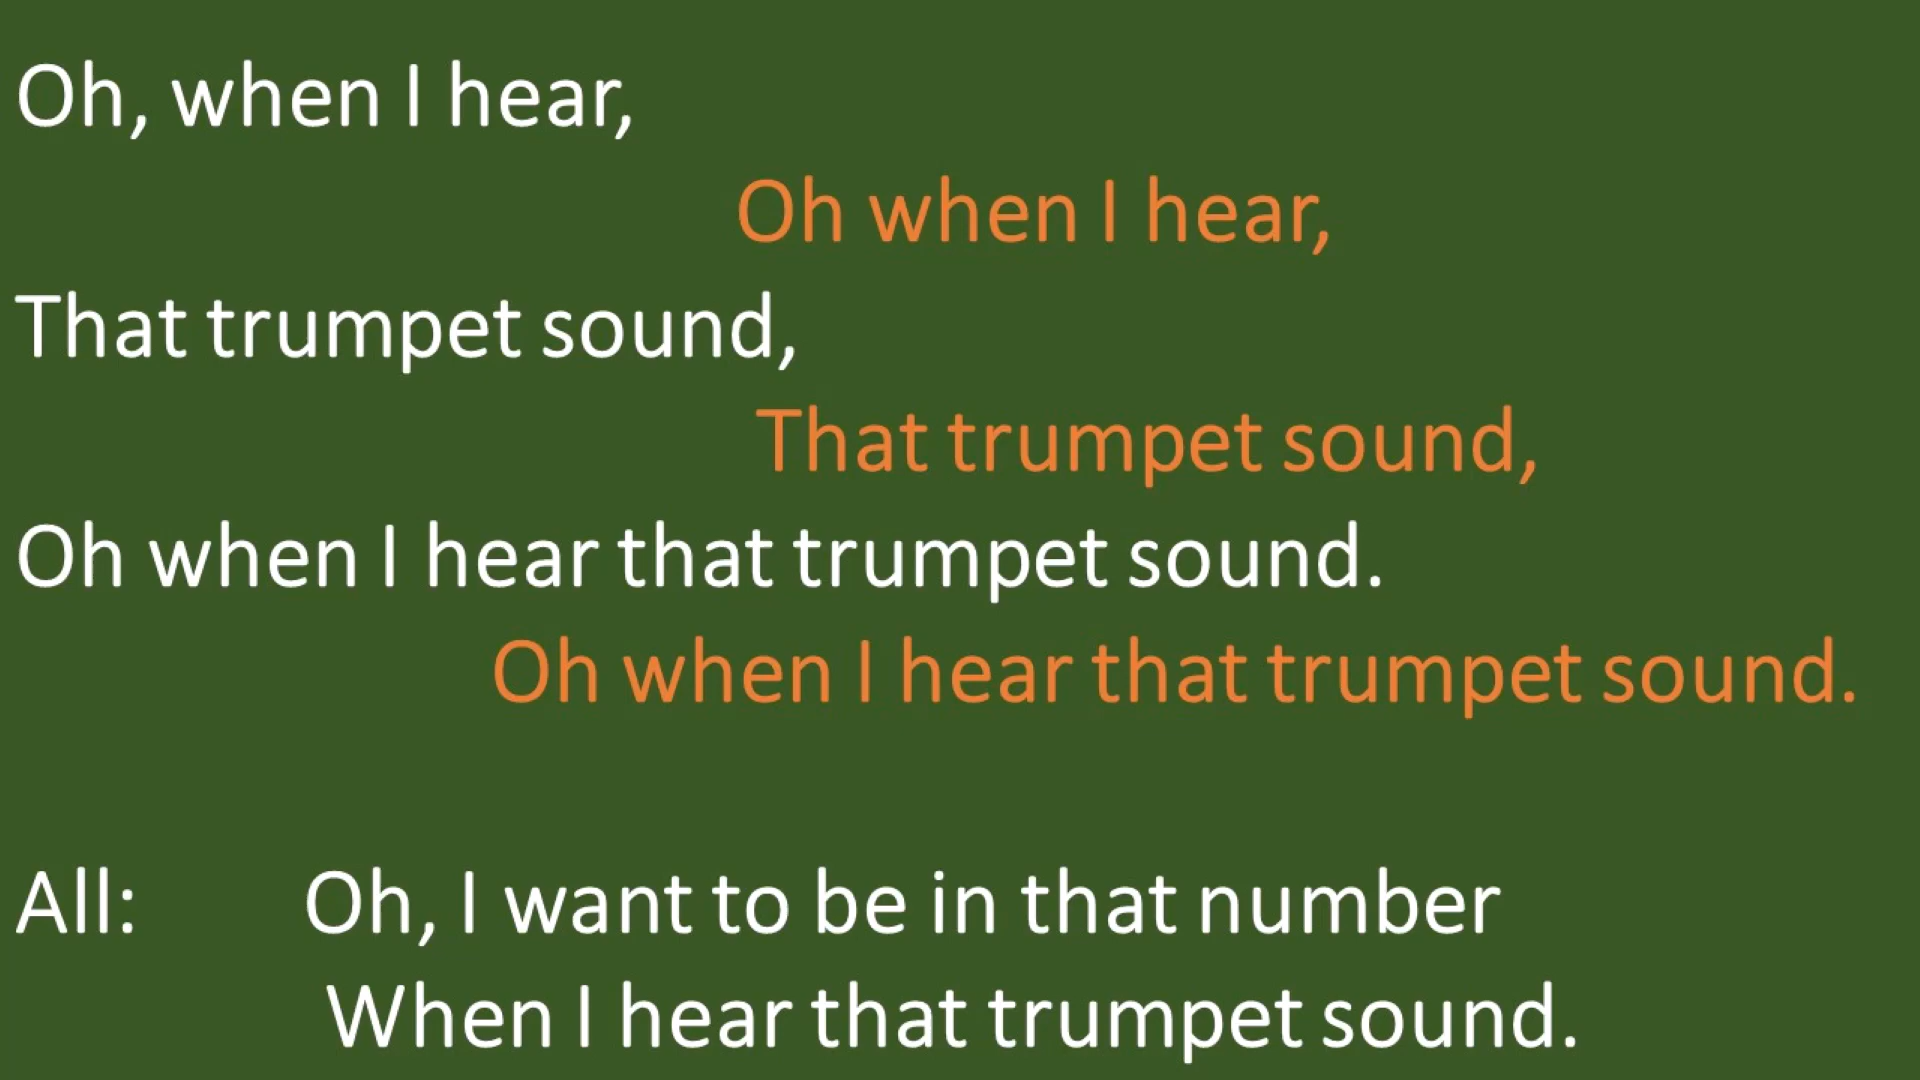 Oh, when I hear,
Oh when I hear,
That trumpet sound,
That trumpet sound,
Oh when I hear that trumpet sound.
Oh when I hear that trumpet sound.
All: Oh, I want to be in that number
When I hear that trumpet sound.